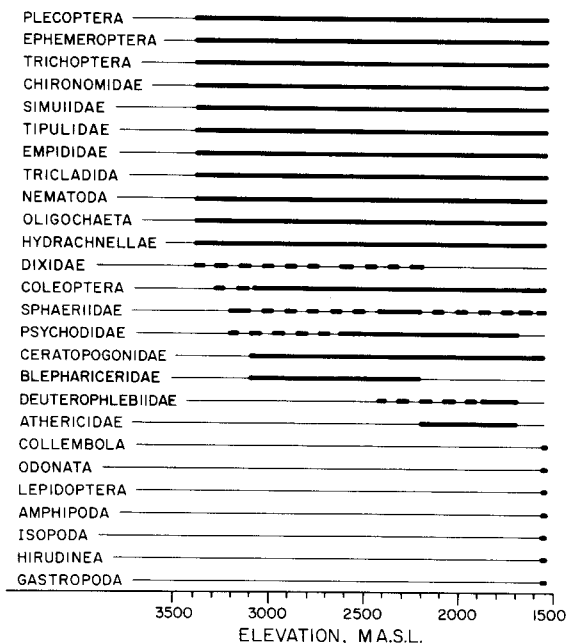 PLECOPTERA
EPHEMEROPTERA
TRICHOPTERA
CHIRONOMIDAE
SIMUIIDAE
TIPULIDAE
EMPIDIDAE
TRICLADIDA
NEMATODA
OLIGOCHAETA
HYDRACHNELLAE
DIXIDAE
COLEOPTERA
SPHAERIIDAE
PSYCHODIDAE
CERATOPOGONIDAE
BLEPHARICERIDAE
DEUTEROPHLEBIIDAE
ATHERICIDAE
COLLEMBOLA
ODONATA
LEPIDOPTERA
AMPHIPODA
ISOPODA
HIRUDINEA
GASTROPODA
3500 3000 2500 2000 1500
ELEVATION, M A.S.L.